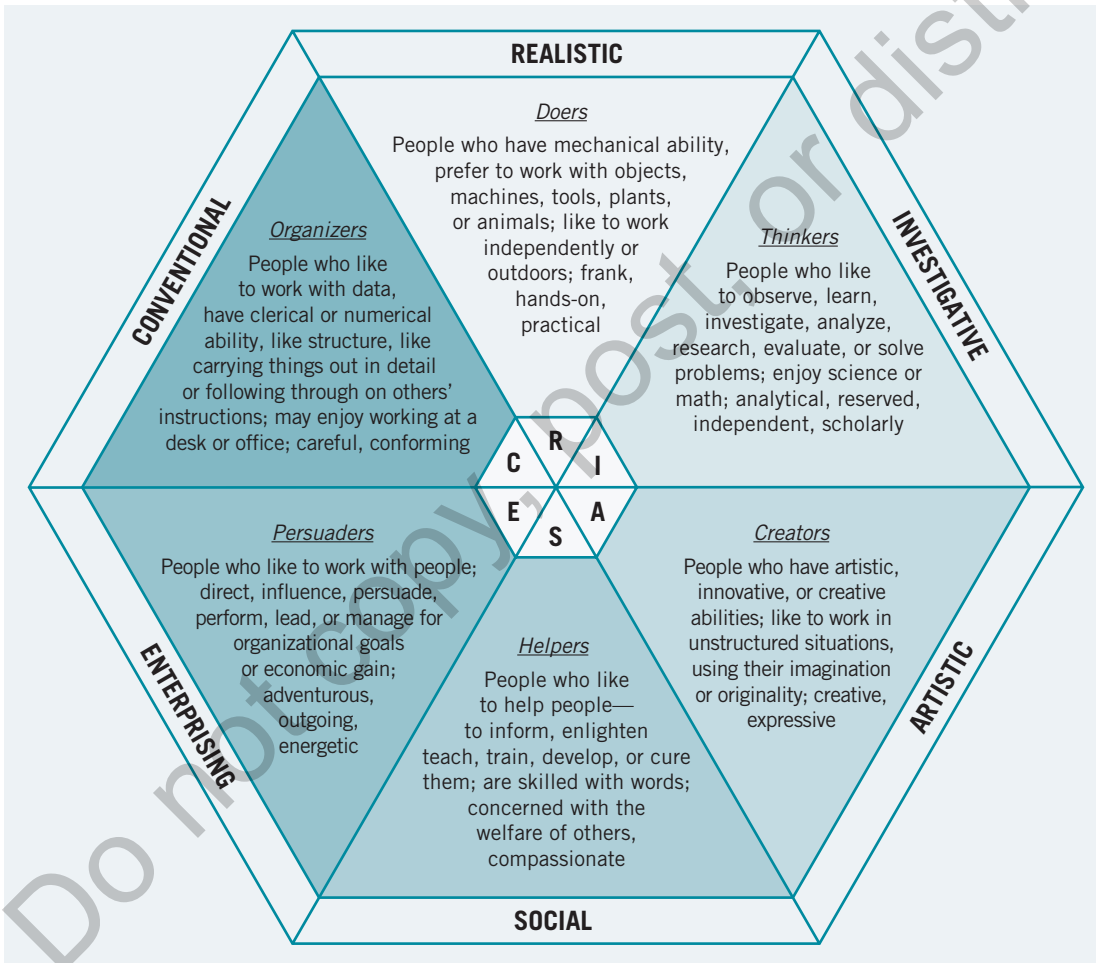 REALISTIC
Doers
People who have mechanical ability,
prefer to work with objects,
machines, tools, plants,
or animals; like to work
independently or
outdoors; frank,
hands-on,
practical
INVESTIGATIVE
Thinkers
People who like
to observe, learn,
investigate, analyze,
research, evaluate, or solve
problems; enjoy science or
math; analytical, reserved,
independent, scholarly
ARTISTIC
Creators
People who have artistic,
innovative, or creative
abilities; like to work in
unstructured situations,
using their imagination
or originality; creative,
expressive
SOCIAL
Helpers
People who like
to help people—
to inform, enlighten
teach, train, develop, or cure
them; are skilled with words;
concerned with the
welfare of others,
compassionate
ENTERPRISING
Persuaders
People who like to work with people;
direct, influence, persuade,
perform, lead, or manage for
organizational goals
or economic gain;
adventurous,
outgoing,
energetic
CONVENTIONAL
Organizers
People who like
to work with data,
have clerical or numerical
ability, like structure, like
carrying things out in detail
or following through on others’
instructions; may enjoy working at a
desk or office; careful, conforming
R
I
A
S
E
C
Do not copy, post, or